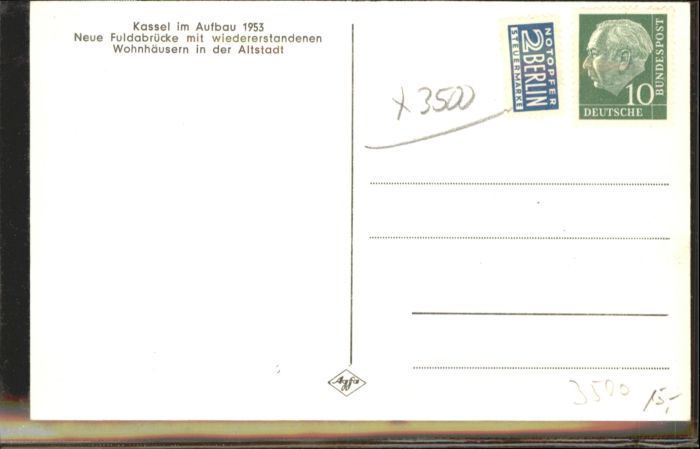 Kassel im Aufbau 1953
Neue Fuldabrücke mit wiedererstandenen
Wohnhäusern in der Altstadt
x 3500
NOTOPFER
2 BERLIN
STEUERMARKE
10
DEUTSCHE
BUNDESPOST
Agfa
3500
15,-